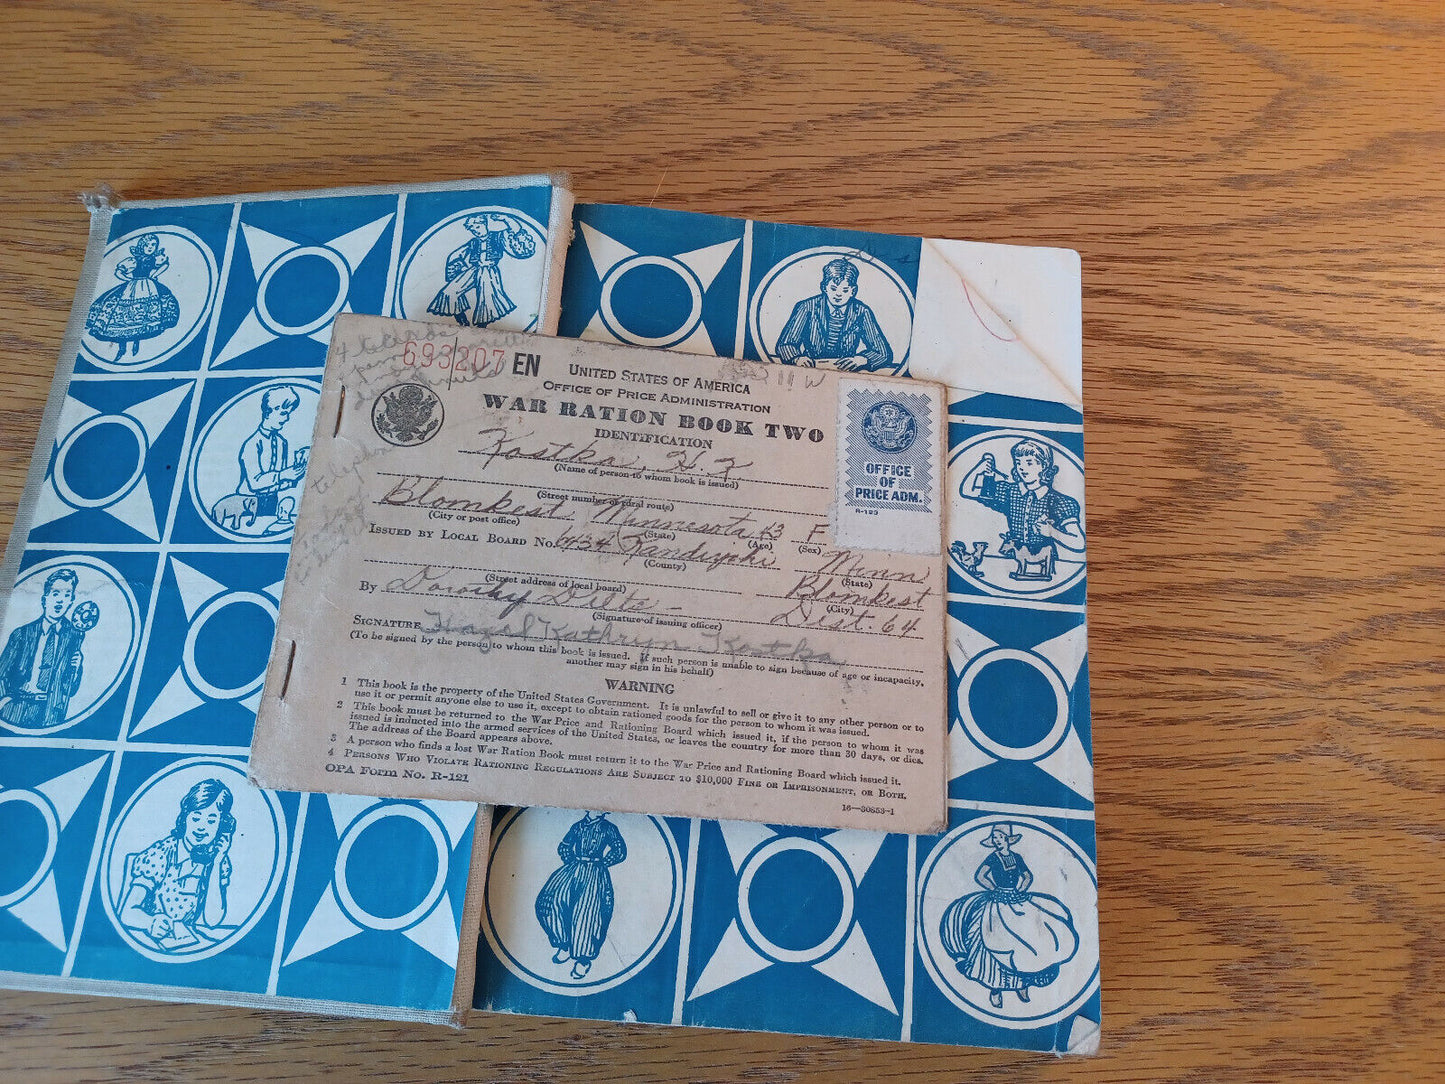 693207 EN
UNITED STATES OF AMERICA
OFFICE OF PRICE ADMINISTRATION
WAR RATION BOOK TWO
IDENTIFICATION
OFFICE
OF
PRICE ADM.
R-123
Kostka, H.
(Name of person to whom book is issued)
(Street number or rural route)
Blomkest Minnesota 43 F
(City or post office) (State) (Age) (Sex)
ISSUED BY LOCAL BOARD No. 6434 Kandiyohi Minn
(County) (State)
Blomkest
(Street address of local board) (City)
By Dorothy Dilts Dist. 64
(Signature of issuing officer)
SIGNATURE Hazel Kathryn Kostka
(To be signed by the person to whom this book is issued. If such person is unable to sign because of age or incapacity,
another may sign in his behalf)
WARNING
1 This book is the property of the United States Government. It is unlawful to sell or give it to any other person or to
use it or permit anyone else to use it, except to obtain rationed goods for the person to whom it was issued.
2 This book must be returned to the War Price and Rationing Board which issued it, if the person to whom it was
issued is inducted into the armed services of the United States, or leaves the country for more than 30 days, or dies.
The address of the Board appears above.
3 A person who finds a lost War Ration Book must return it to the War Price and Rationing Board which issued it.
4 PERSONS WHO VIOLATE RATIONING REGULATIONS ARE SUBJECT TO $10,000 FINE OR IMPRISONMENT, OR BOTH.
OPA FORM No. R-121
16—30853-1